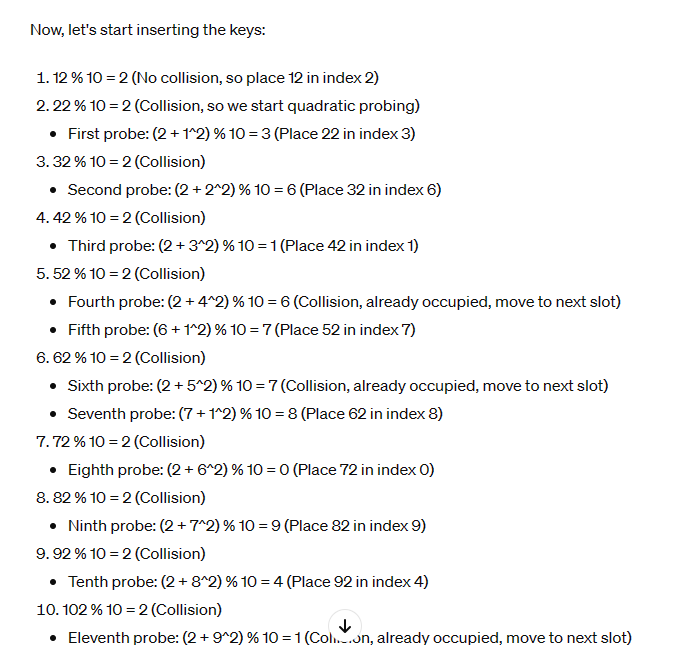 Now, let's start inserting the keys:
1. 12 % 10 = 2 (No collision, so place 12 in index 2)
2. 22 % 10 = 2 (Collision, so we start quadratic probing)
• First probe: (2 + 1^2) % 10 = 3 (Place 22 in index 3)
3. 32 % 10 = 2 (Collision)
• Second probe: (2 + 2^2) % 10 = 6 (Place 32 in index 6)
4. 42 % 10 = 2 (Collision)
• Third probe: (2 + 3^2) % 10 = 1 (Place 42 in index 1)
5. 52 % 10 = 2 (Collision)
• Fourth probe: (2 + 4^2) % 10 = 6 (Collision, already occupied, move to next slot)
• Fifth probe: (6 + 1^2) % 10 = 7 (Place 52 in index 7)
6. 62 % 10 = 2 (Collision)
• Sixth probe: (2 + 5^2) % 10 = 7 (Collision, already occupied, move to next slot)
• Seventh probe: (7 + 1^2) % 10 = 8 (Place 62 in index 8)
7. 72 % 10 = 2 (Collision)
• Eighth probe: (2 + 6^2) % 10 = 0 (Place 72 in index 0)
8. 82 % 10 = 2 (Collision)
• Ninth probe: (2 + 7^2) % 10 = 9 (Place 82 in index 9)
9. 92 % 10 = 2 (Collision)
• Tenth probe: (2 + 8^2) % 10 = 4 (Place 92 in index 4)
10. 102 % 10 = 2 (Collision)
• Eleventh probe: (2 + 9^2) % 10 = 1 (Collision, already occupied, move to next slot)